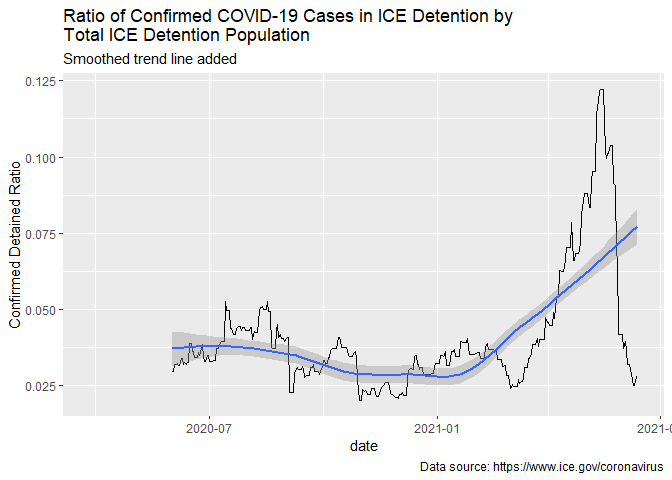 Ratio of Confirmed COVID-19 Cases in ICE Detention by
Total ICE Detention Population
Smoothed trend line added
0.125
0.100
0.075
0.050
0.025
Confirmed Detained Ratio
2020-07
2021-01
date
Data source: https://www.ice.gov/coronavirus